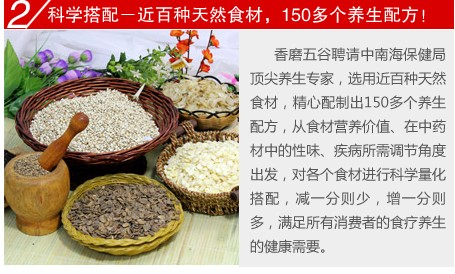 2 科学搭配－近百种天然食材，150多个养生配方！
香磨五谷聘请中南海保健局
顶尖养生专家，选用近百种天然
食材，精心配制出150多个养生
配方，从食材营养价值、在中药
材中的性味、疾病所需调节角度
出发，对各个食材进行科学量化
搭配，减一分则少，增一分则
多，满足所有消费者的食疗养生
的健康需要。